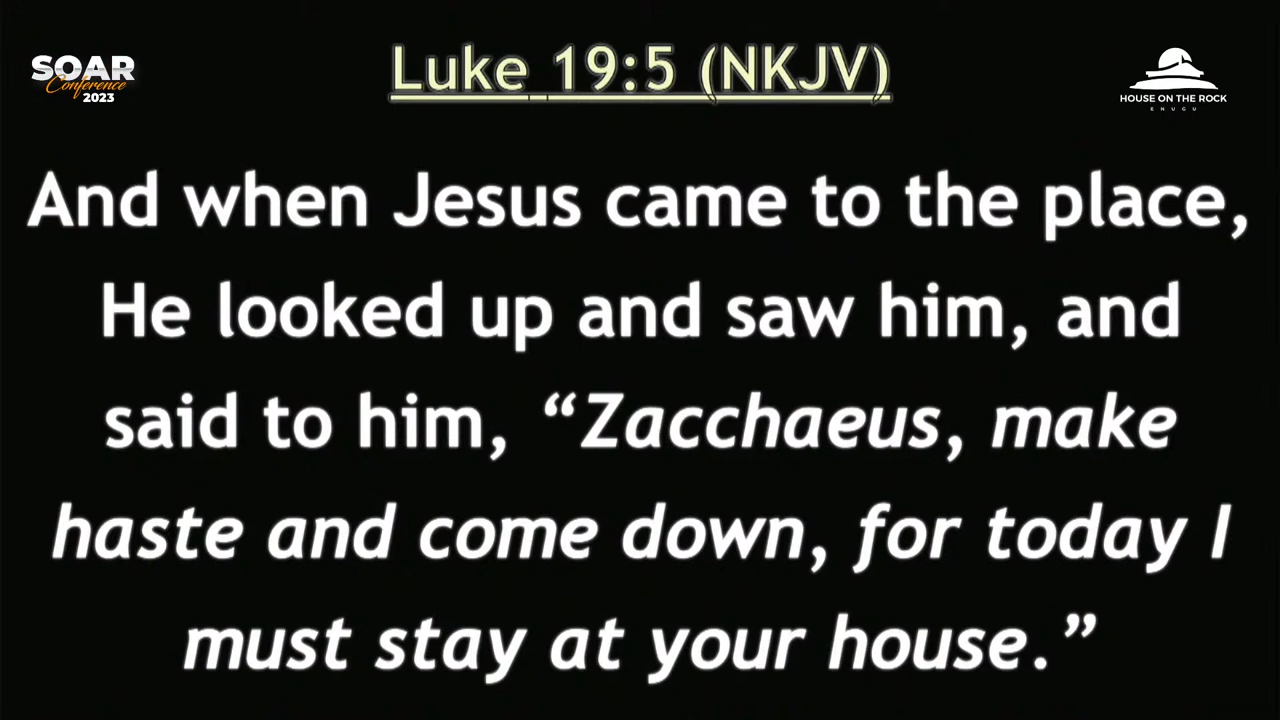 SOAR
Conference
2023
Luke 19:5 (NKJV)
HOUSE ON THE ROCK
ENUGU
And when Jesus came to the place,
He looked up and saw him, and
said to him, “Zacchaeus, make
haste and come down, for today I
must stay at your house.”